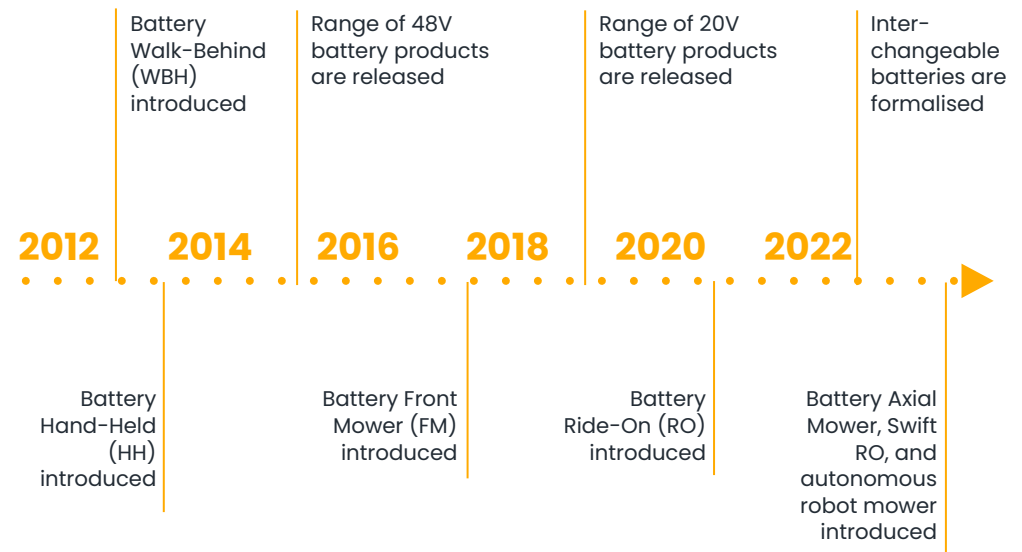 Battery
Walk-Behind
(WBH)
introduced
Range of 48V
battery products
are released
Range of 20V
battery products
are released
Inter-
changeable
batteries are
formalised
2012
2014
2016
2018
2020
2022
Battery
Hand-Held
(HH)
introduced
Battery Front
Mower (FM)
introduced
Battery
Ride-On (RO)
introduced
Battery Axial
Mower, Swift
RO, and
autonomous
robot mower
introduced